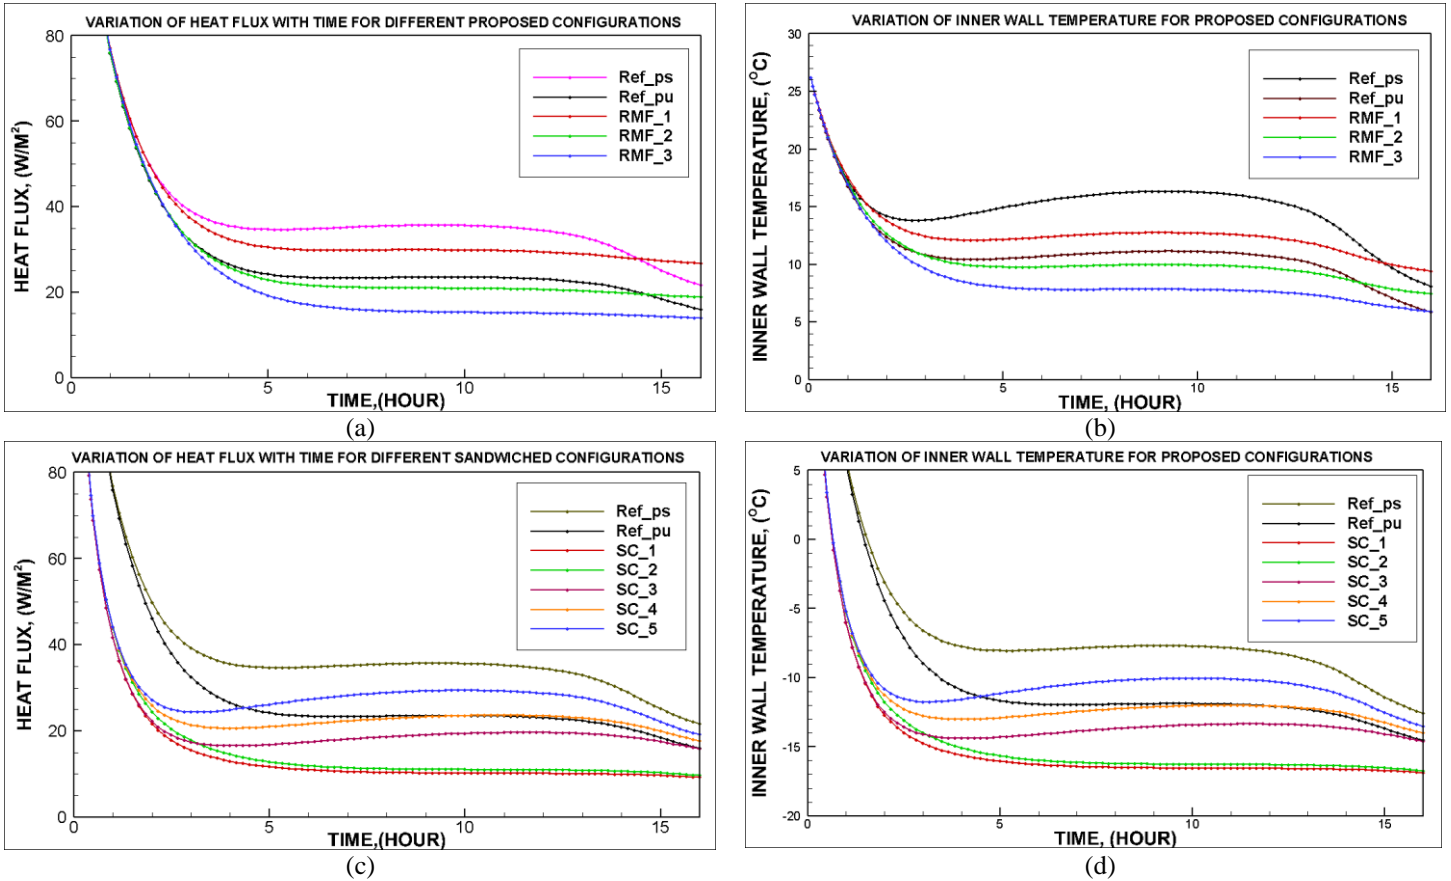 VARIATION OF HEAT FLUX WITH TIME FOR DIFFERENT PROPOSED CONFIGURATIONS
80
60
40
20
0
HEAT FLUX, (W/M²)
Ref_ps
Ref_pu
RMF_1
RMF_2
RMF_3
0 5 10 15
TIME,(HOUR)
(a)
VARIATION OF INNER WALL TEMPERATURE FOR PROPOSED CONFIGURATIONS
30
25
20
15
10
5
0
INNER WALL TEMPERATURE, (°C)
Ref_ps
Ref_pu
RMF_1
RMF_2
RMF_3
0 5 10 15
TIME, (HOUR)
(b)
VARIATION OF HEAT FLUX WITH TIME FOR DIFFERENT SANDWICHED CONFIGURATIONS
80
60
40
20
0
HEAT FLUX, (W/M²)
Ref_ps
Ref_pu
SC_1
SC_2
SC_3
SC_4
SC_5
0 5 10 15
TIME,(HOUR)
(c)
VARIATION OF INNER WALL TEMPERATURE FOR PROPOSED CONFIGURATIONS
5
0
-5
-10
-15
-20
INNER WALL TEMPERATURE, (°C)
Ref_ps
Ref_pu
SC_1
SC_2
SC_3
SC_4
SC_5
0 5 10 15
TIME, (HOUR)
(d)